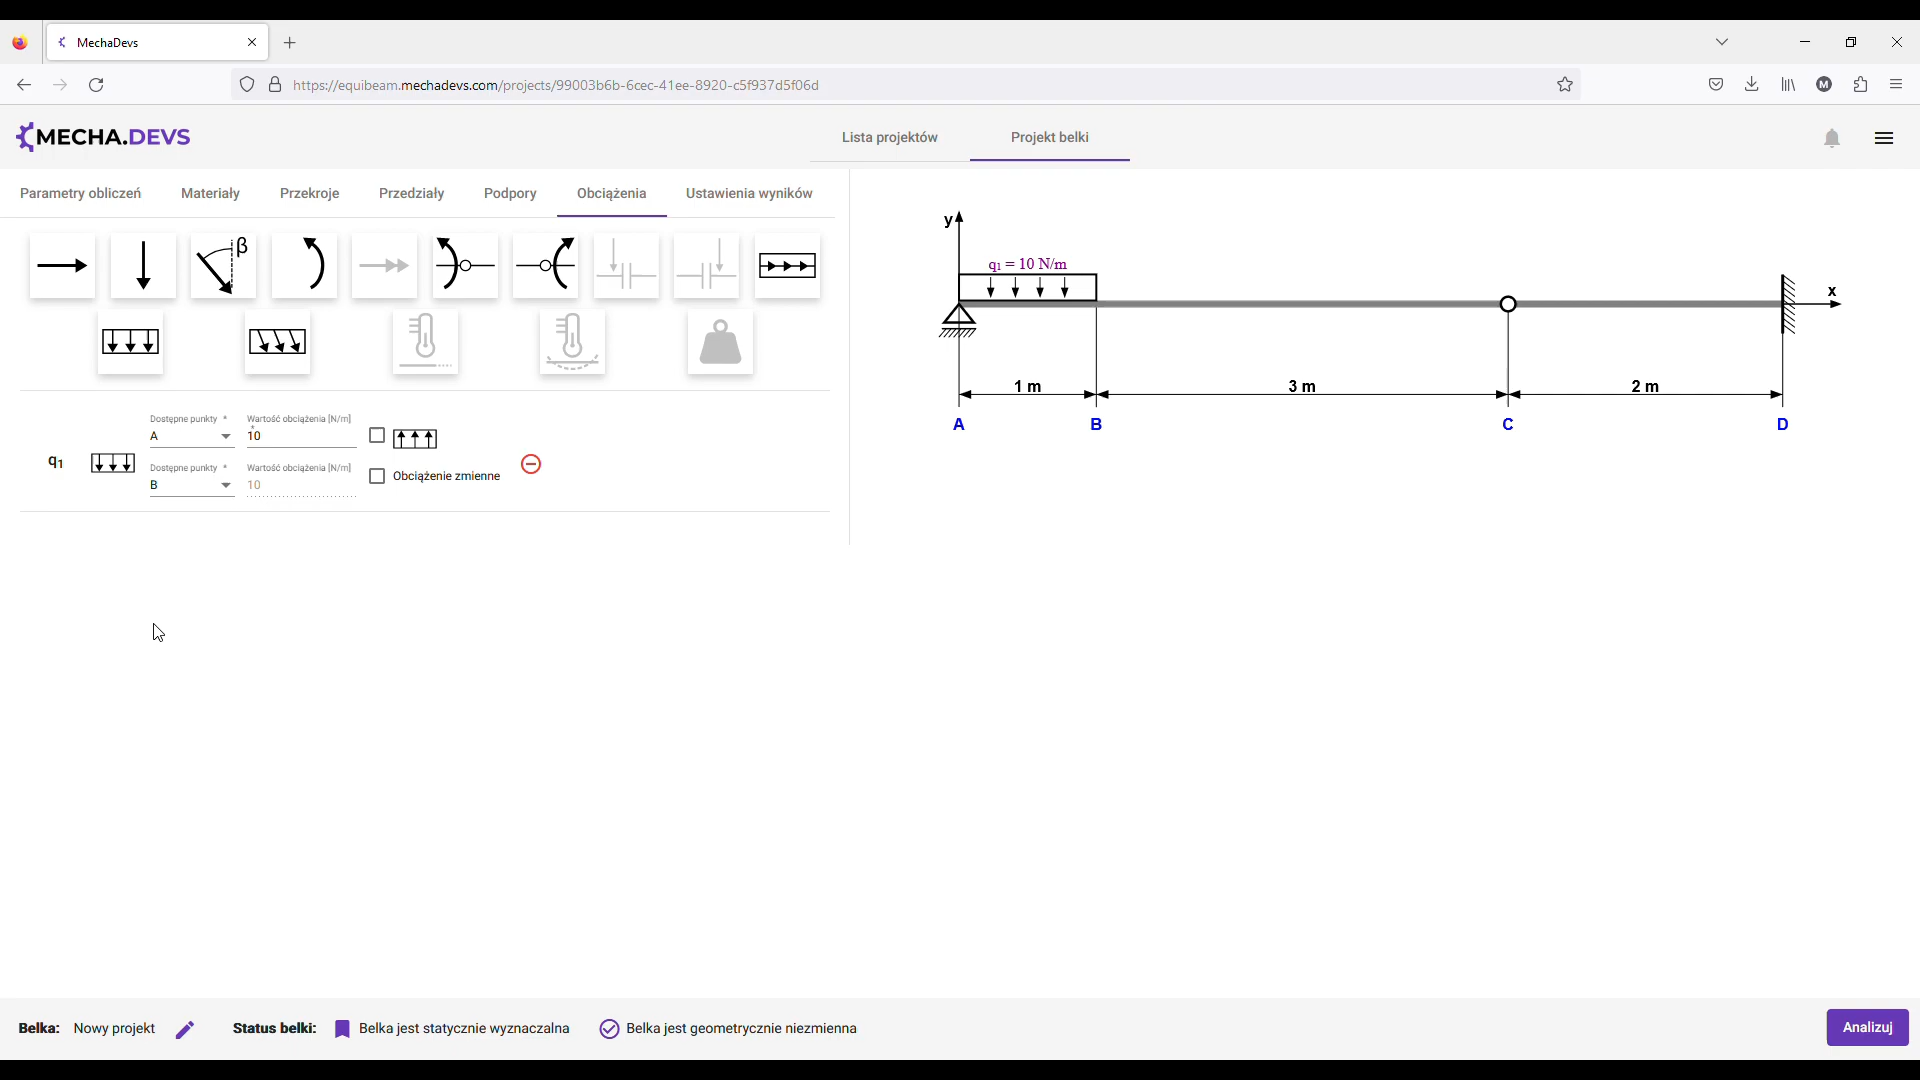 MechaDevs
https://equibeam.mechadevs.com/projects/99003b6b-6cec-41ee-8920-c5f937d5f06d
M
MECHA.DEVS
Lista projektów
Projekt belki
Parametry obliczeń
Materiały
Przekroje
Przedziały
Podpory
Obciążenia
Ustawienia wyników
β
q1
Dostępne punkty *
A
Wartość obciążenia [N/m] *
10
Dostępne punkty *
B
Wartość obciążenia [N/m]
10
Obciążenie zmienne
y
q1 = 10 N/m
x
1 m
3 m
2 m
A
B
C
D
Belka: Nowy projekt
Status belki:
Belka jest statycznie wyznaczalna
Belka jest geometrycznie niezmienna
Analizuj